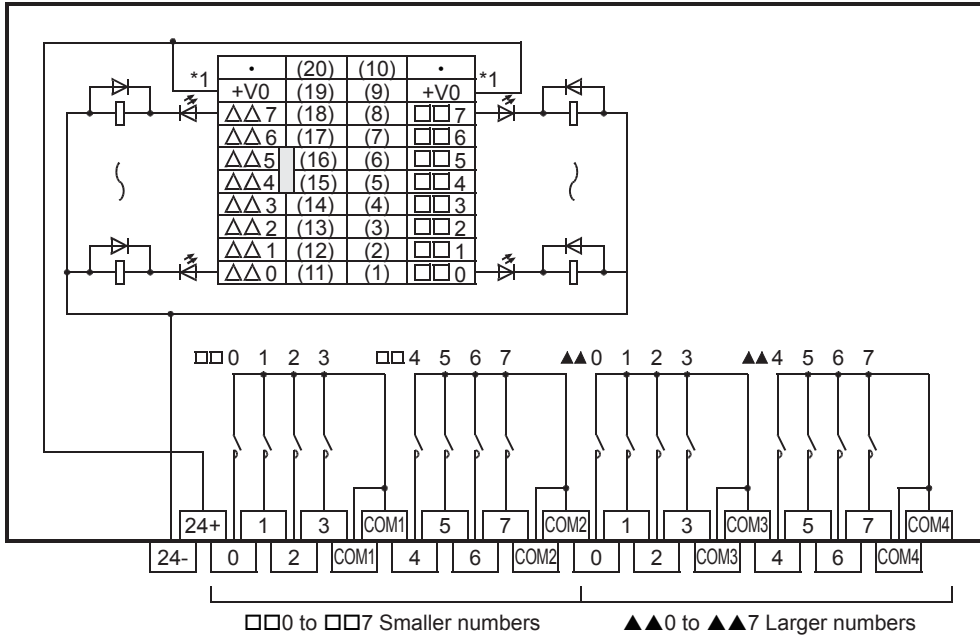 • (20) (10) •
*1 +V0 (19) (9) +V0 *1
△△7 (18) (8) □□7
△△6 (17) (7) □□6
△△5 (16) (6) □□5
△△4 (15) (5) □□4
△△3 (14) (4) □□3
△△2 (13) (3) □□2
△△1 (12) (2) □□1
△△0 (11) (1) □□0
□□0 1 2 3 □□4 5 6 7 ▲▲0 1 2 3 ▲▲4 5 6 7
24+ 1 3 COM1 5 7 COM2 1 3 COM3 5 7 COM4
24- 0 2 COM1 4 6 COM2 0 2 COM3 4 6 COM4
□□0 to □□7 Smaller numbers ▲▲0 to ▲▲7 Larger numbers